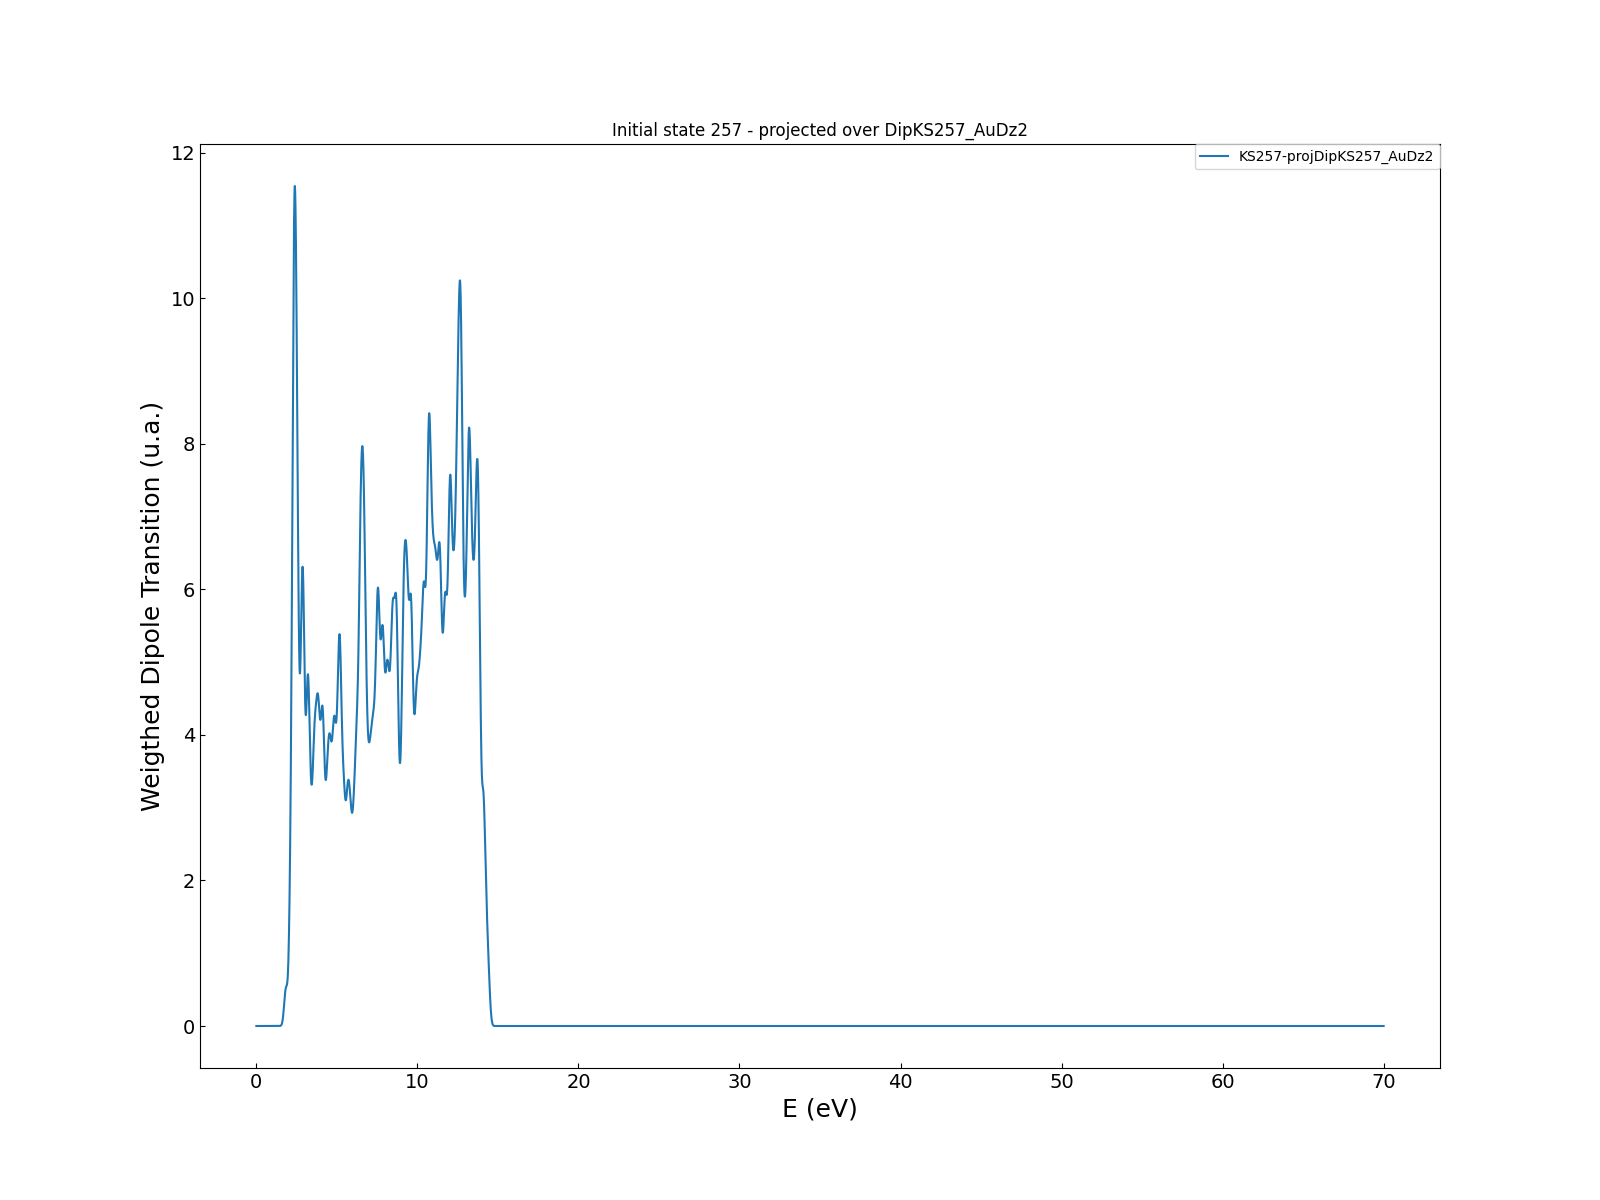 Initial state 257 - projected over DipKS257_AuDz2
KS257-projDipKS257_AuDz2
12
10
8
6
4
2
0
Weigthed Dipole Transition (u.a.)
0 10 20 30 40 50 60 70
E (eV)